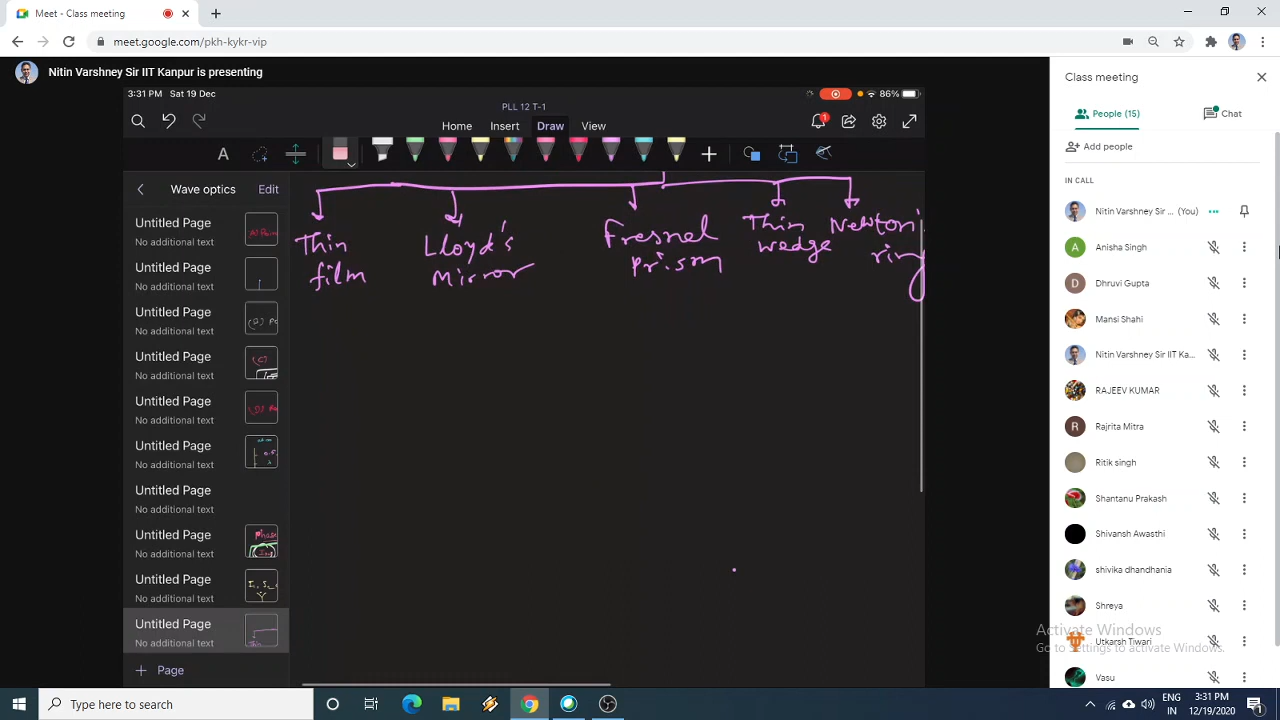 Meet - Class meeting
meet.google.com/pkh-kykr-vip
Nitin Varshney Sir IIT Kanpur is presenting
3:31 PM Sat 19 Dec
86%
PLL 12 T-1
Home Insert Draw View
1
A
Wave optics Edit
Untitled Page
No additional text
Untitled Page
No additional text
Untitled Page
No additional text
Untitled Page
No additional text
Untitled Page
No additional text
Untitled Page
No additional text
Untitled Page
No additional text
Untitled Page
No additional text
Untitled Page
No additional text
Untitled Page
No additional text
+ Page
Thin
film
Lloyd's
Mirror
Fresnel
Prism
Thin
wedge
Newton's
ring
Class meeting
People (15) Chat
Add people
IN CALL
Nitin Varshney Sir ... (You)
A Anisha Singh
D Dhruvi Gupta
Mansi Shahi
Nitin Varshney Sir IIT Ka...
RAJEEV KUMAR
R Rajrita Mitra
Ritik singh
Shantanu Prakash
Shivansh Awasthi
shivika dhandhania
Shreya
Utkarsh Tiwari
Vasu
Activate Windows
Go to Settings to activate Windows.
Type here to search
ENG
IN
3:31 PM
12/19/2020